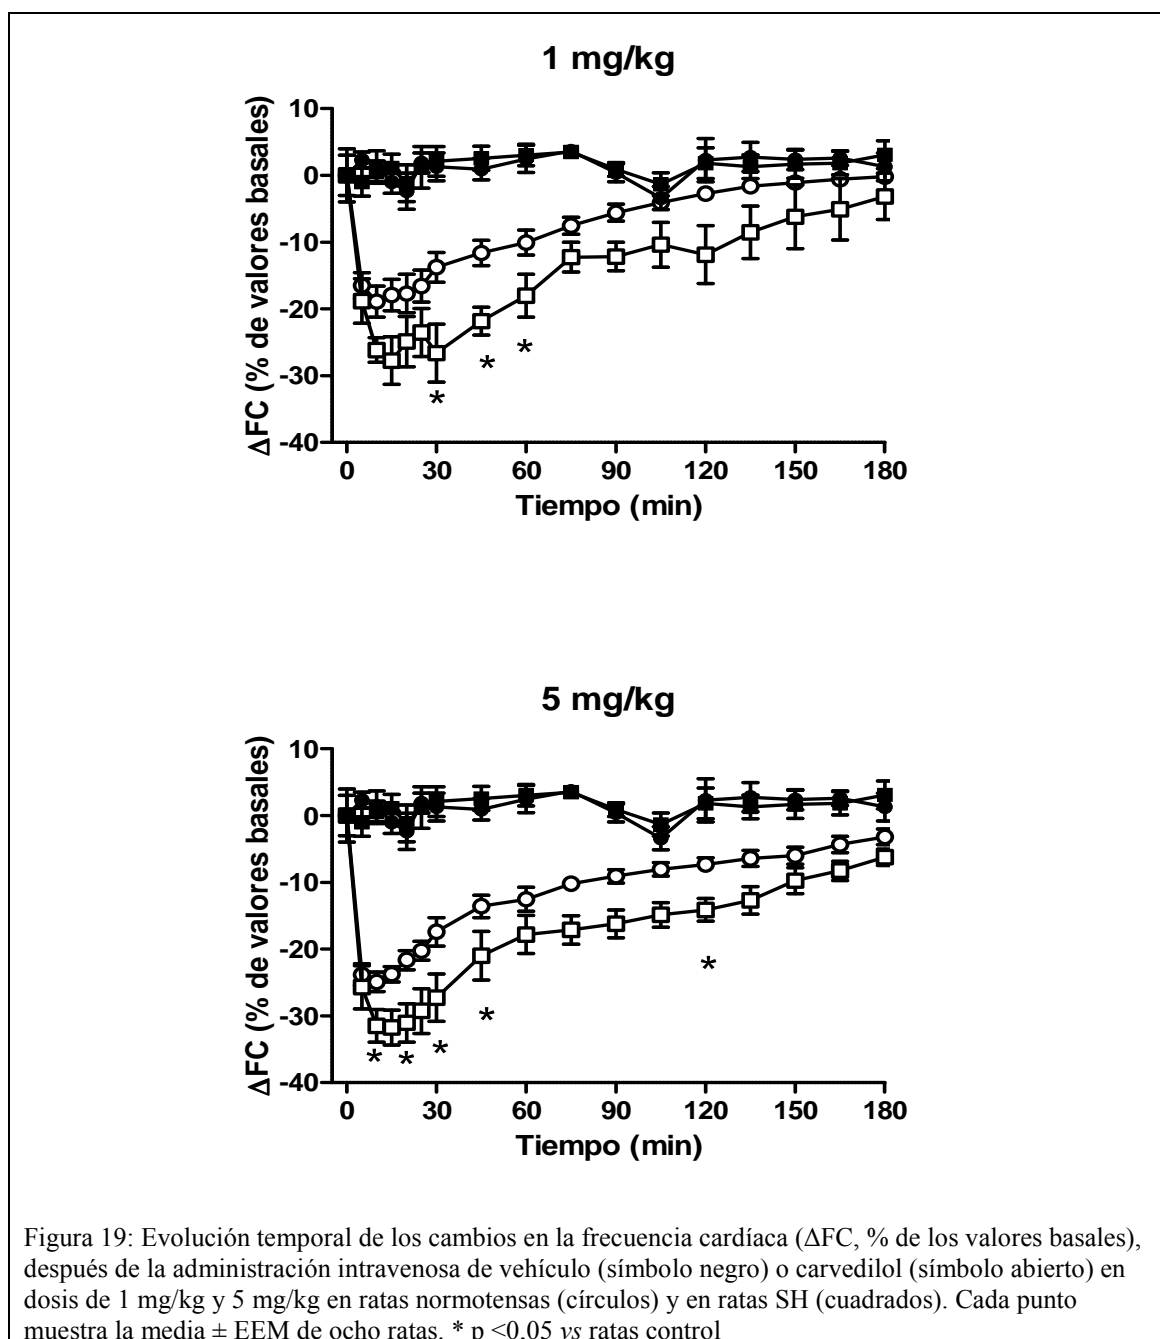 1 mg/kg
10
0
-10
-20
-30
-40
ΔFC (% de valores basales)
*
*
*
0 30 60 90 120 150 180
Tiempo (min)
5 mg/kg
10
0
-10
-20
-30
-40
ΔFC (% de valores basales)
*
*
*
*
*
0 30 60 90 120 150 180
Tiempo (min)
Figura 19: Evolución temporal de los cambios en la frecuencia cardíaca (ΔFC, % de los valores basales),
después de la administración intravenosa de vehículo (símbolo negro) o carvedilol (símbolo abierto) en
dosis de 1 mg/kg y 5 mg/kg en ratas normotensas (círculos) y en ratas SH (cuadrados). Cada punto
muestra la media ± EEM de ocho ratas. * p <0.05 vs ratas control